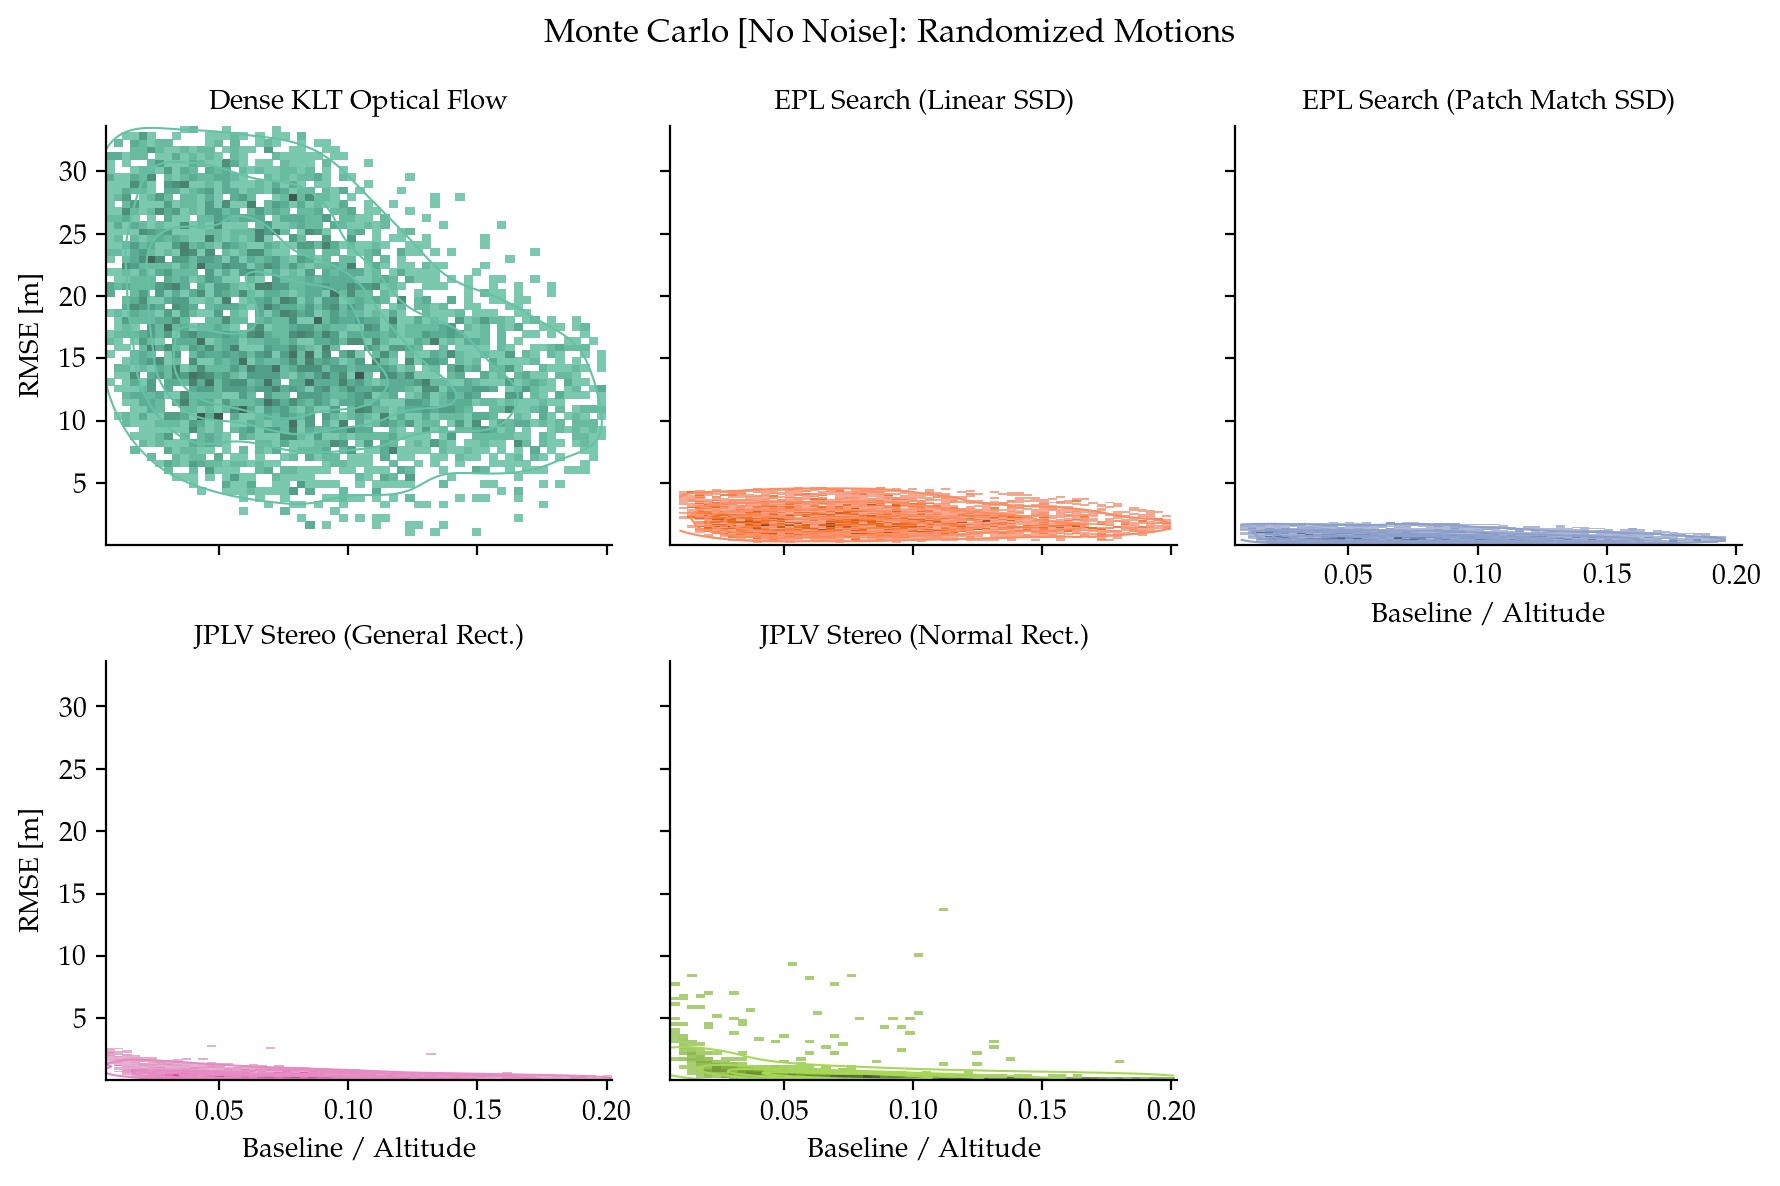 Monte Carlo [No Noise]: Randomized Motions
Dense KLT Optical Flow
EPL Search (Linear SSD)
EPL Search (Patch Match SSD)
30
25
20
15
10
5
RMSE [m]
0.05 0.10 0.15 0.20
Baseline / Altitude
JPLV Stereo (General Rect.)
JPLV Stereo (Normal Rect.)
30
25
20
15
10
5
RMSE [m]
0.05 0.10 0.15 0.20
Baseline / Altitude
0.05 0.10 0.15 0.20
Baseline / Altitude